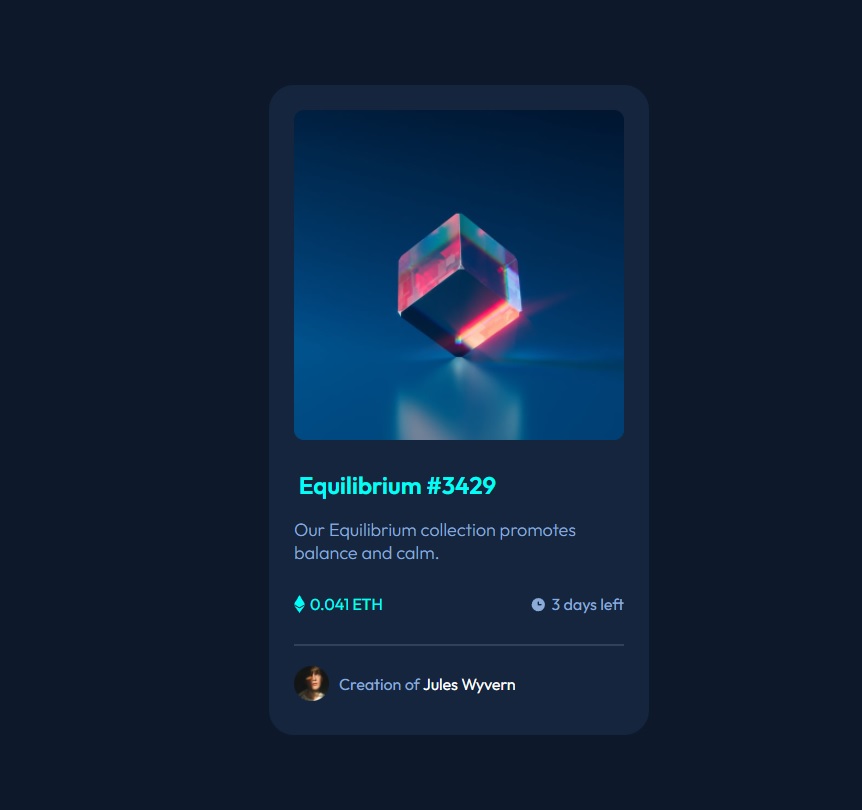 Equilibrium #3429
Our Equilibrium collection promotes
balance and calm.
0.041 ETH 3 days left
Creation of Jules Wyvern